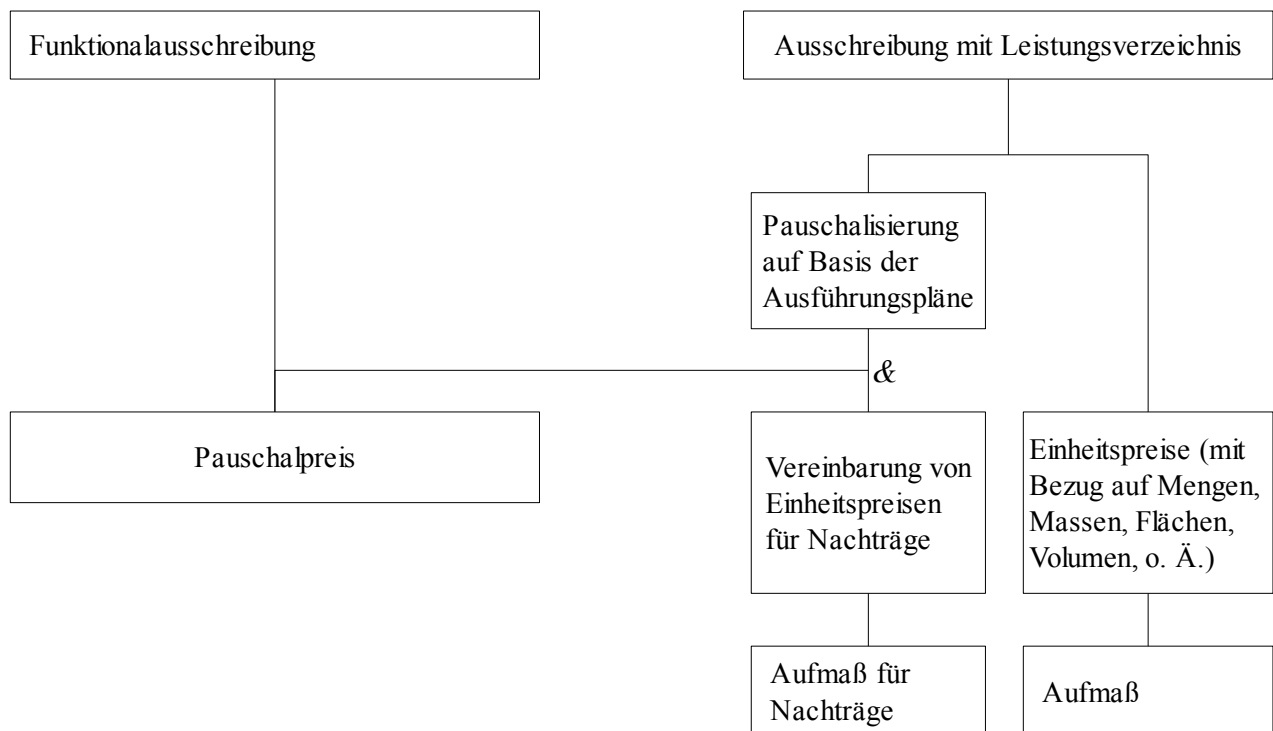 Funktionalausschreibung
Ausschreibung mit Leistungsverzeichnis
Pauschalisierung
auf Basis der
Ausführungspläne
&
Pauschalpreis
Vereinbarung von
Einheitspreisen
für Nachträge
Einheitspreise (mit
Bezug auf Mengen,
Massen, Flächen,
Volumen, o. Ä.)
Aufmaß für
Nachträge
Aufmaß